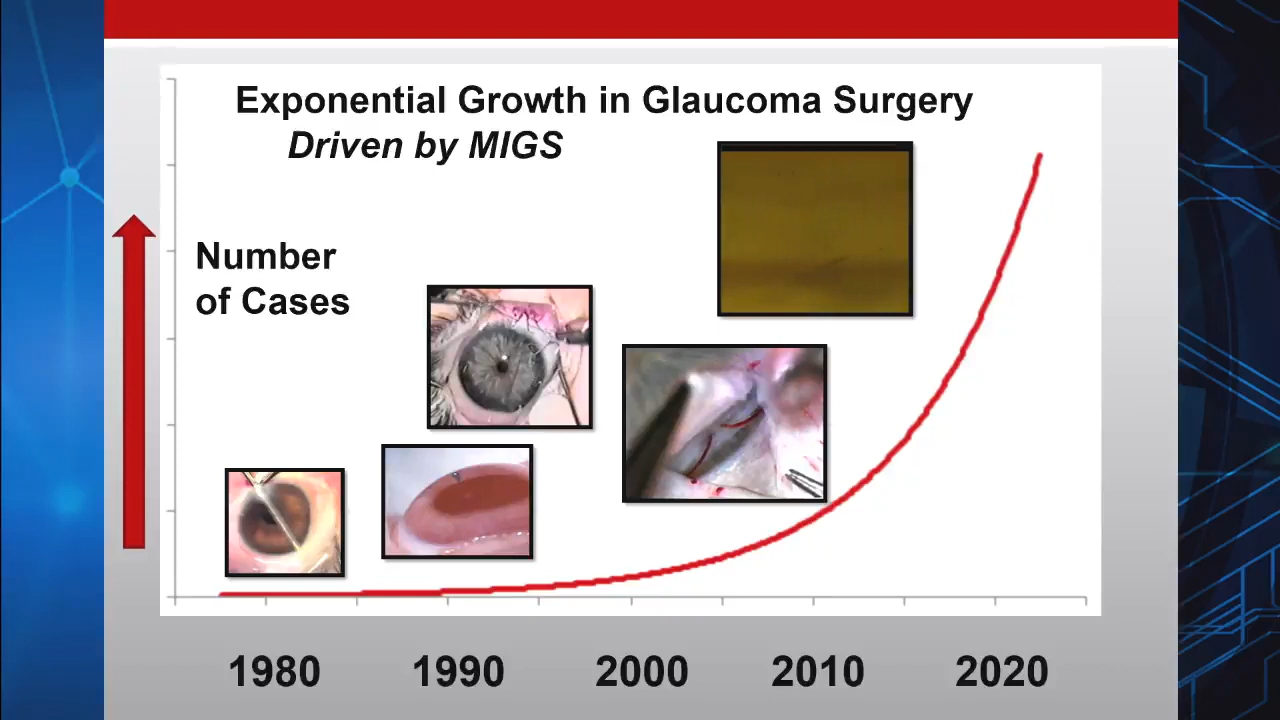 Exponential Growth in Glaucoma Surgery
Driven by MIGS
Number
of Cases
1980 1990 2000 2010 2020